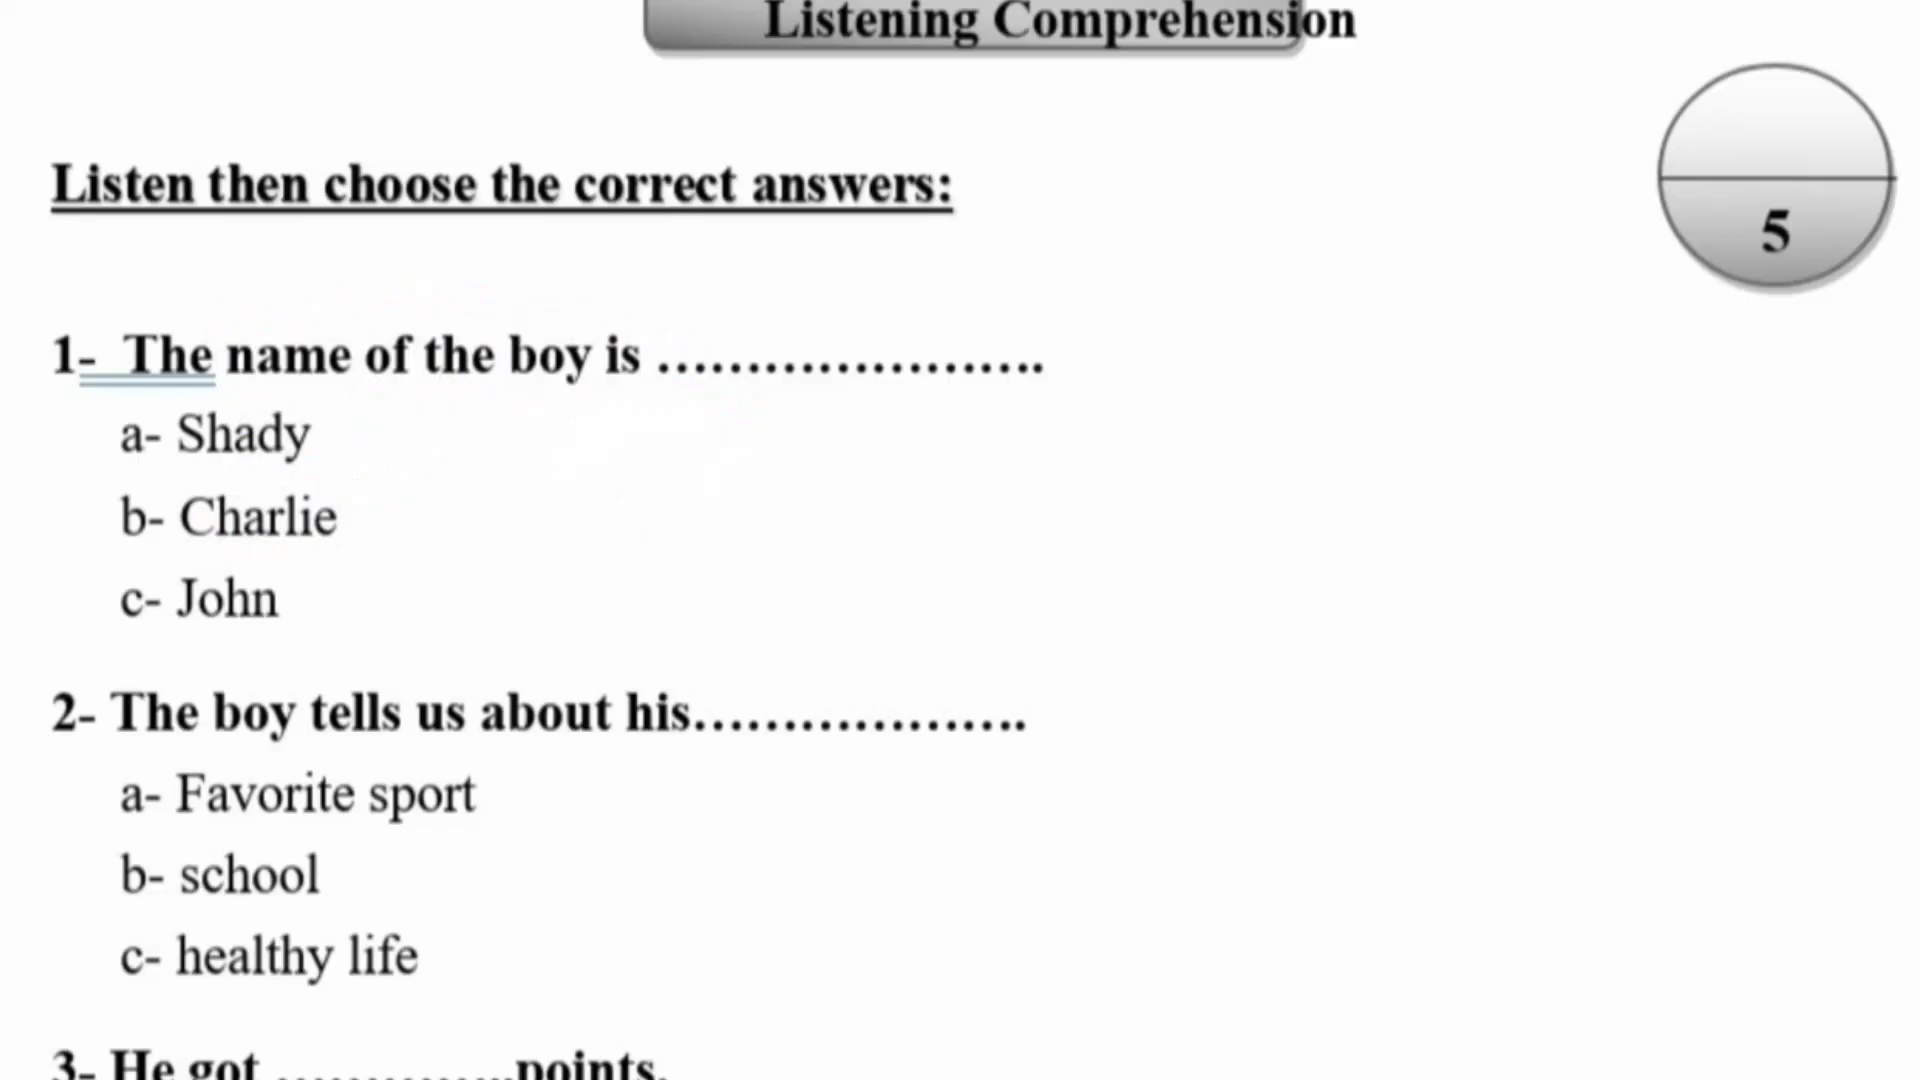 Listening Comprehension
Listen then choose the correct answers:
5
1- The name of the boy is ………………….
a- Shady
b- Charlie
c- John
2- The boy tells us about his……………….
a- Favorite sport
b- school
c- healthy life
3- He got …………..points.